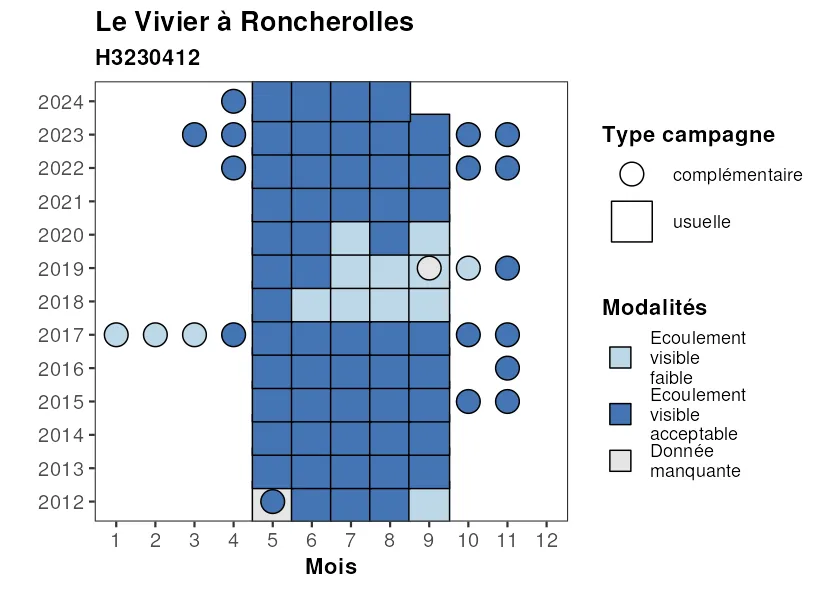 Le Vivier à Roncherolles
H3230412
2024
2023
2022
2021
2020
2019
2018
2017
2016
2015
2014
2013
2012
1 2 3 4 5 6 7 8 9 10 11 12
Mois
Type campagne
complémentaire
usuelle
Modalités
Ecoulement
visible
faible
Ecoulement
visible
acceptable
Donnée
manquante